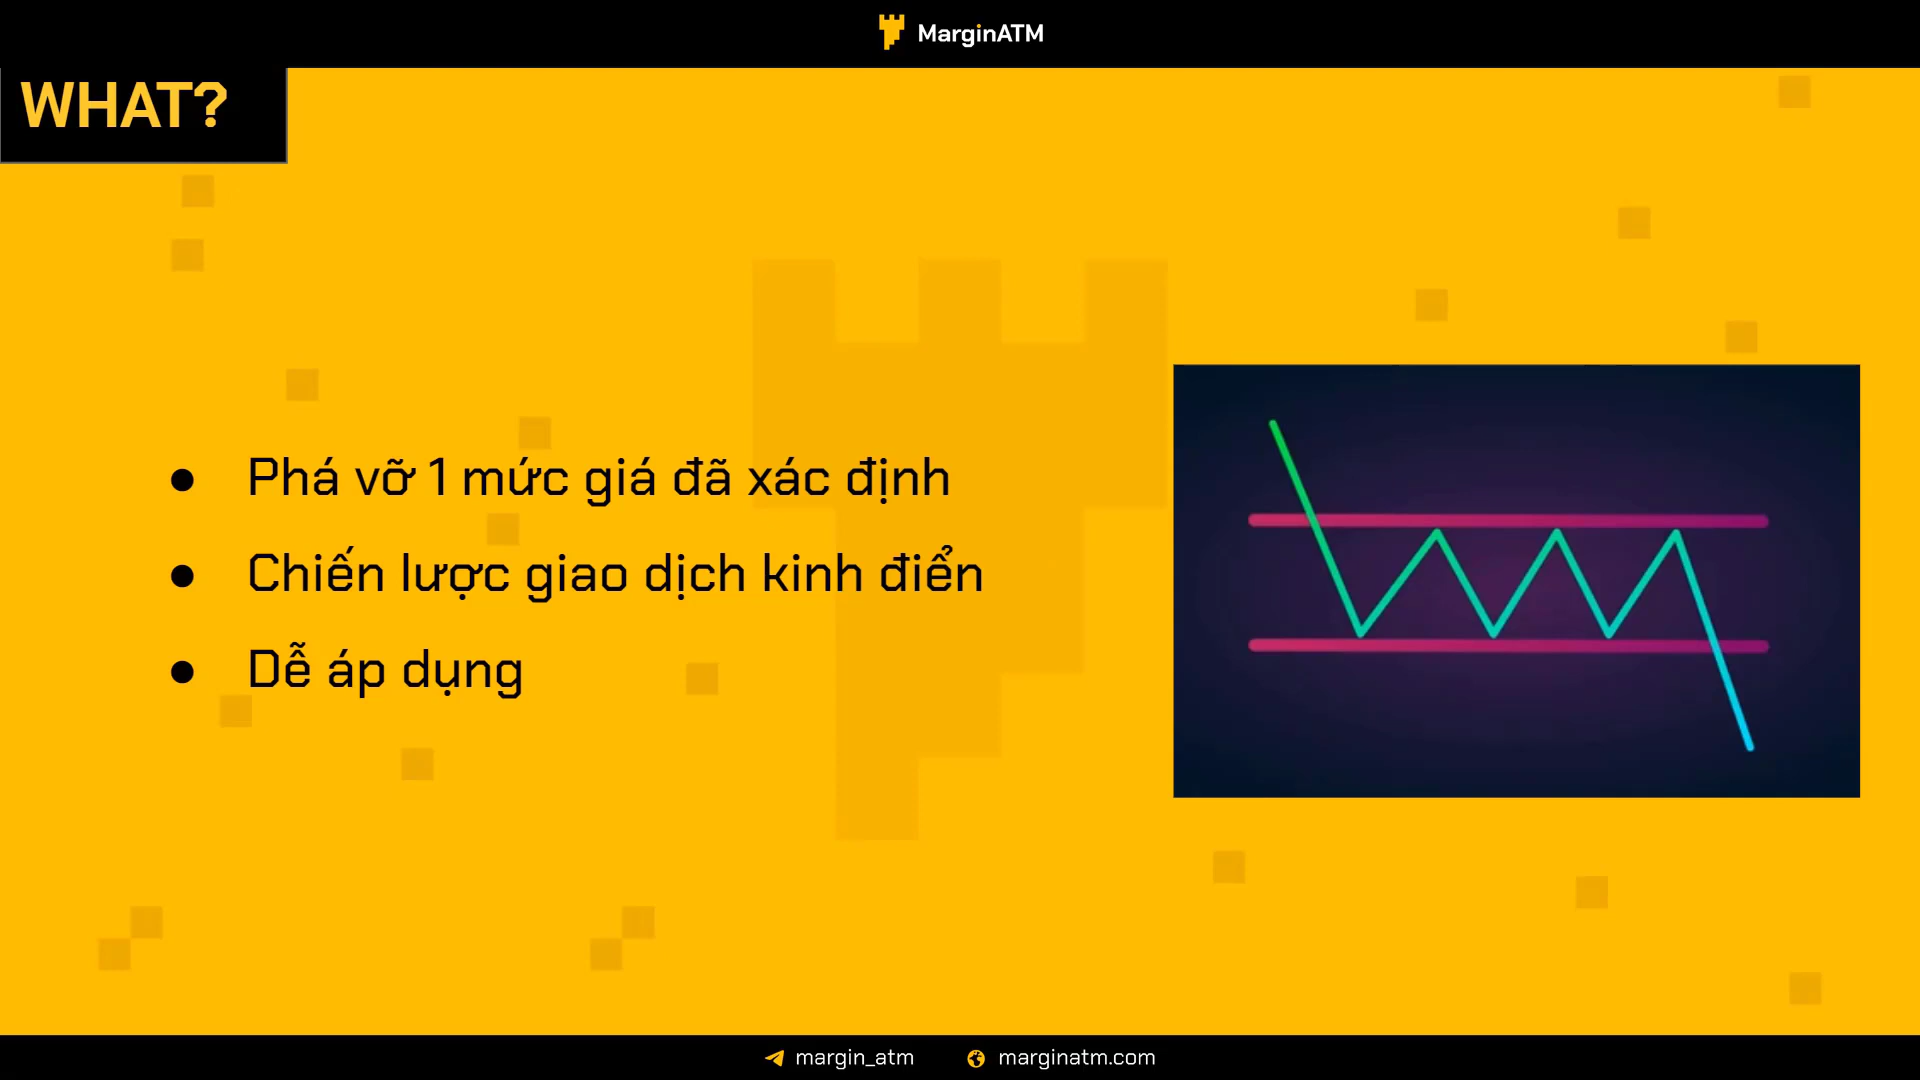 MarginATM
WHAT?
● Phá vỡ 1 mức giá đã xác định
● Chiến lược giao dịch kinh điển
● Dễ áp dụng
margin_atm
marginatm.com